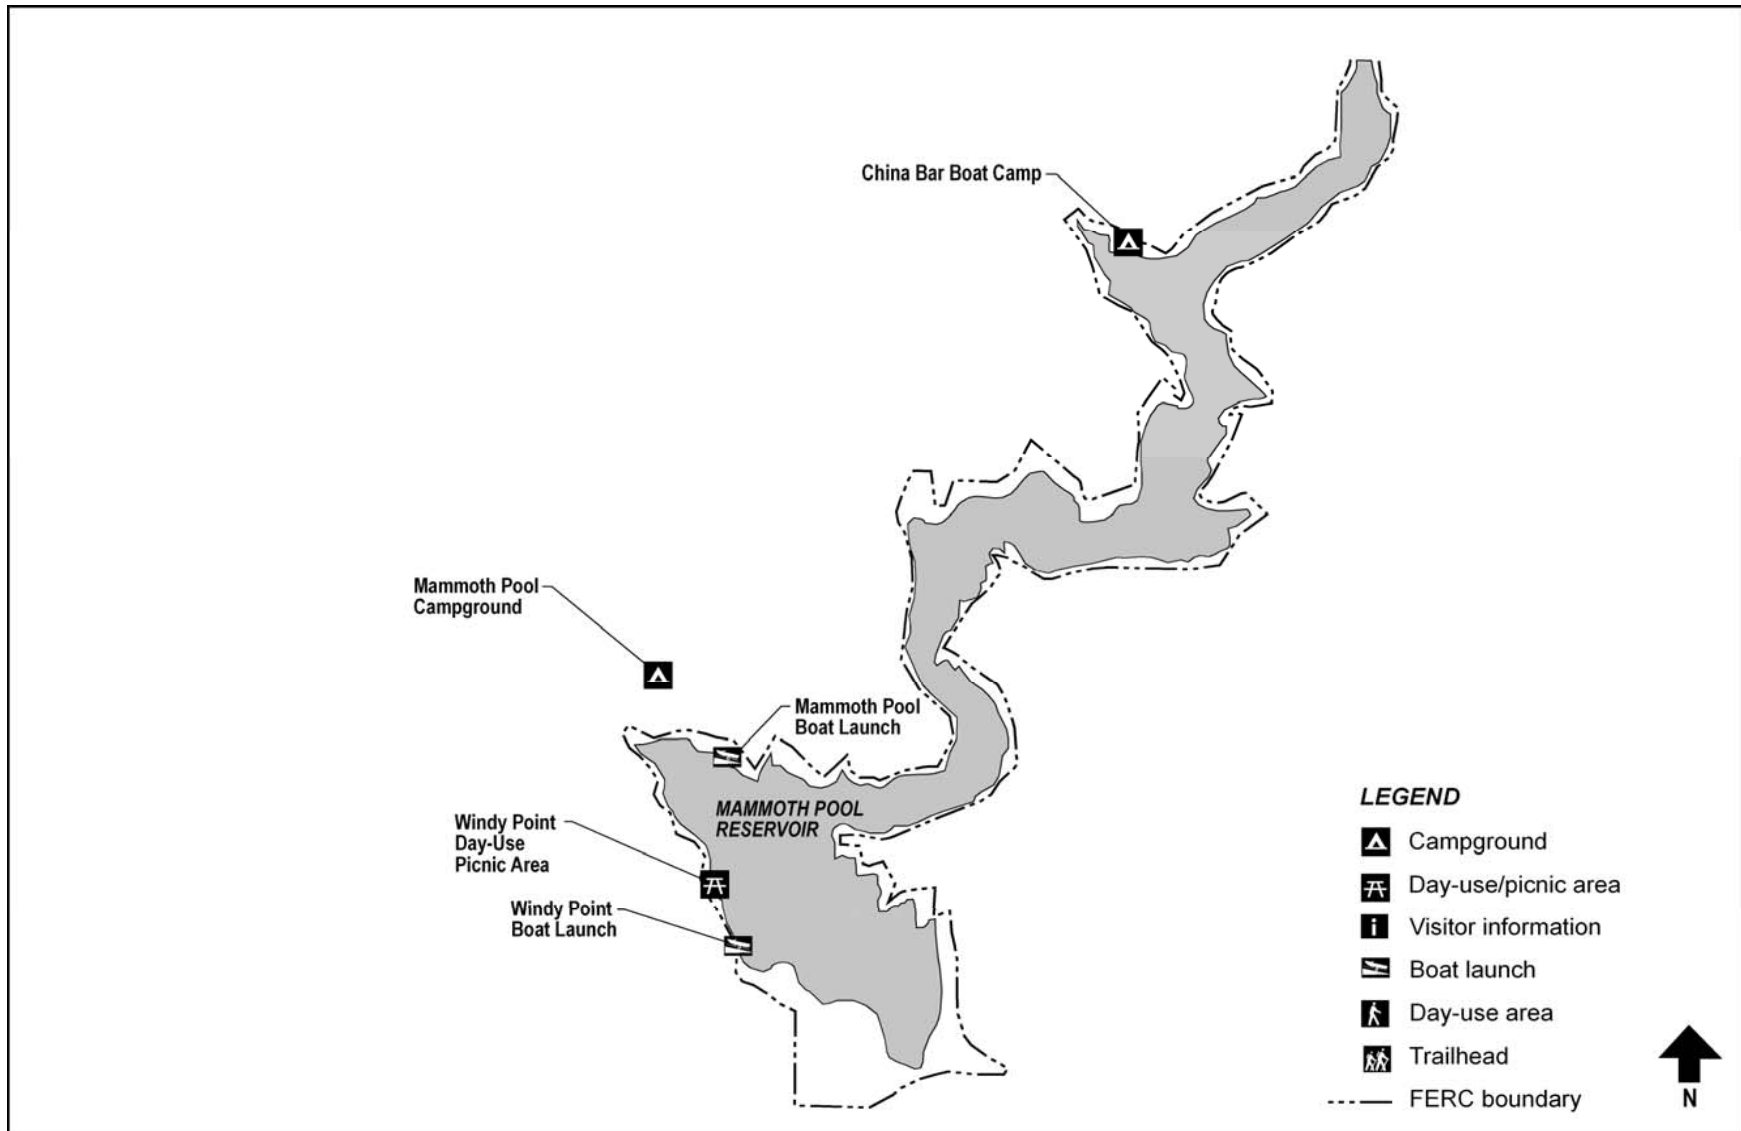 China Bar Boat Camp
Mammoth Pool
Campground
Mammoth Pool
Boat Launch
MAMMOTH POOL
RESERVOIR
Windy Point
Day-Use
Picnic Area
Windy Point
Boat Launch
LEGEND
Campground
Day-use/picnic area
i
Visitor information
Boat launch
Day-use area
Trailhead
FERC boundary
N